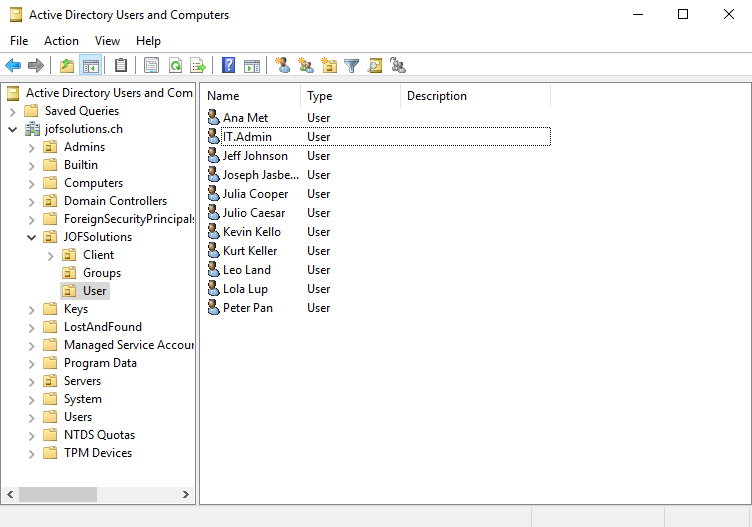 Active Directory Users and Computers
File Action View Help
Active Directory Users and Com
Saved Queries
jofsolutions.ch
Admins
Builtin
Computers
Domain Controllers
ForeignSecurityPrincipals
JOFSolutions
Client
Groups
User
Keys
LostAndFound
Managed Service Accour
Program Data
Servers
System
Users
NTDS Quotas
TPM Devices
Name Type Description
Ana Met User
IT.Admin User
Jeff Johnson User
Joseph Jasbe... User
Julia Cooper User
Julio Caesar User
Kevin Kello User
Kurt Keller User
Leo Land User
Lola Lup User
Peter Pan User